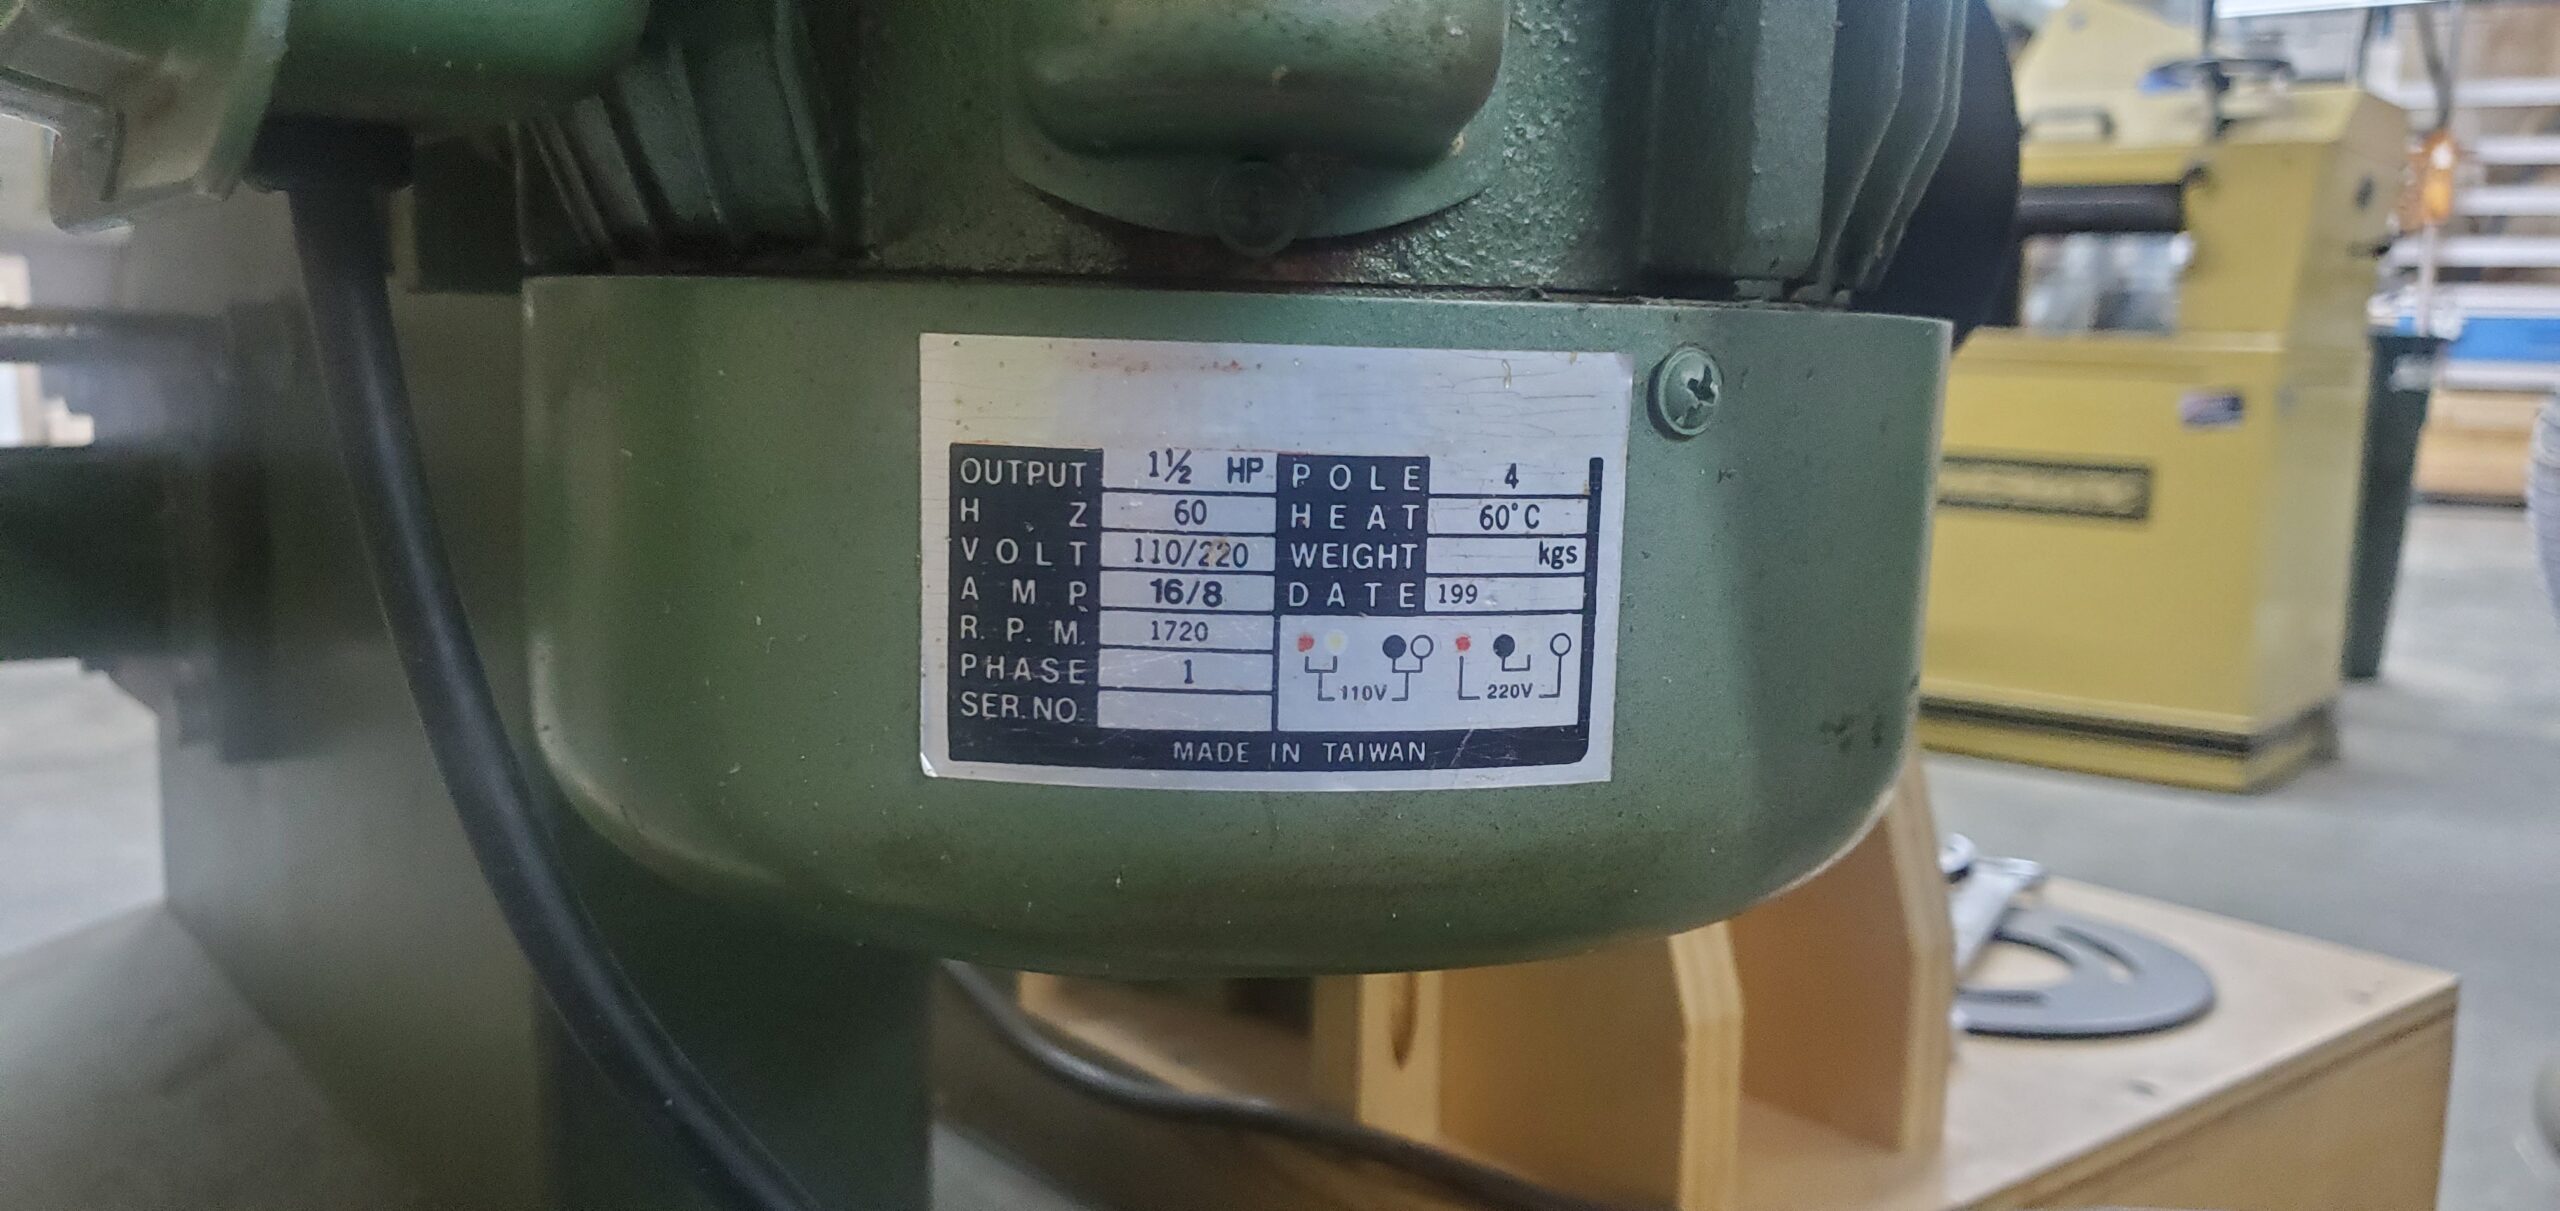 OUTPUT 1½ HP POLE 4
HZ 60 HEAT 60°C
VOLT 110/220 WEIGHT kgs
AMP 16/8 DATE 199
R.P.M. 1720
PHASE 1
110V 220V
SER.NO.
MADE IN TAIWAN